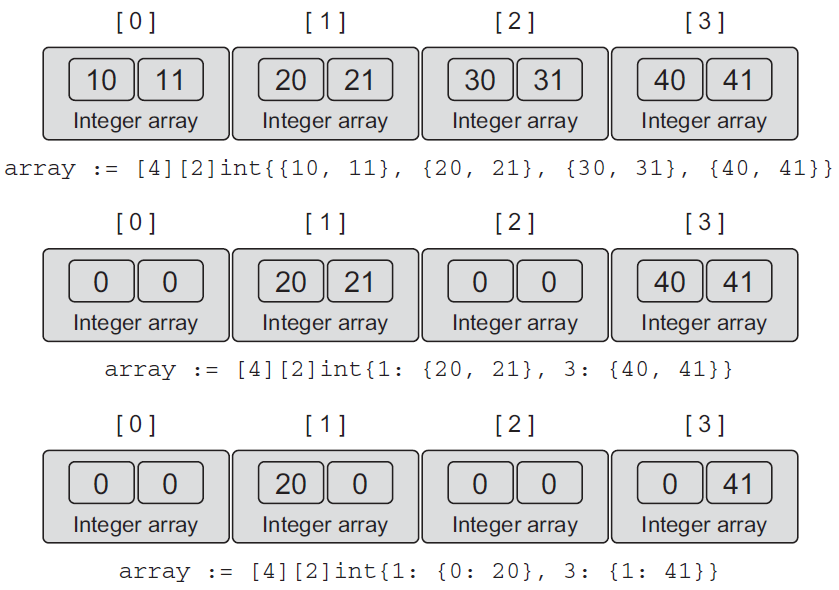 [0] [1] [2] [3]
10 11 20 21 30 31 40 41
Integer array Integer array Integer array Integer array
array := [4][2]int{{10, 11}, {20, 21}, {30, 31}, {40, 41}}
[0] [1] [2] [3]
0 0 20 21 0 0 40 41
Integer array Integer array Integer array Integer array
array := [4][2]int{1: {20, 21}, 3: {40, 41}}
[0] [1] [2] [3]
0 0 20 0 0 0 0 41
Integer array Integer array Integer array Integer array
array := [4][2]int{1: {0: 20}, 3: {1: 41}}